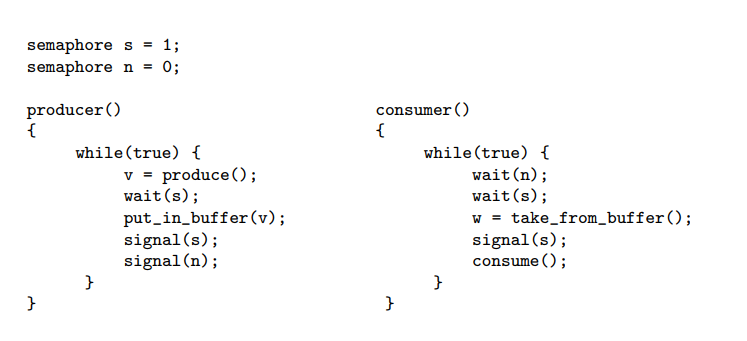 semaphore s = 1;
semaphore n = 0;
producer()
{
while(true) {
v = produce();
wait(s);
put_in_buffer(v);
signal(s);
signal(n);
}
}
consumer()
{
while(true) {
wait(n);
wait(s);
w = take_from_buffer();
signal(s);
consume();
}
}